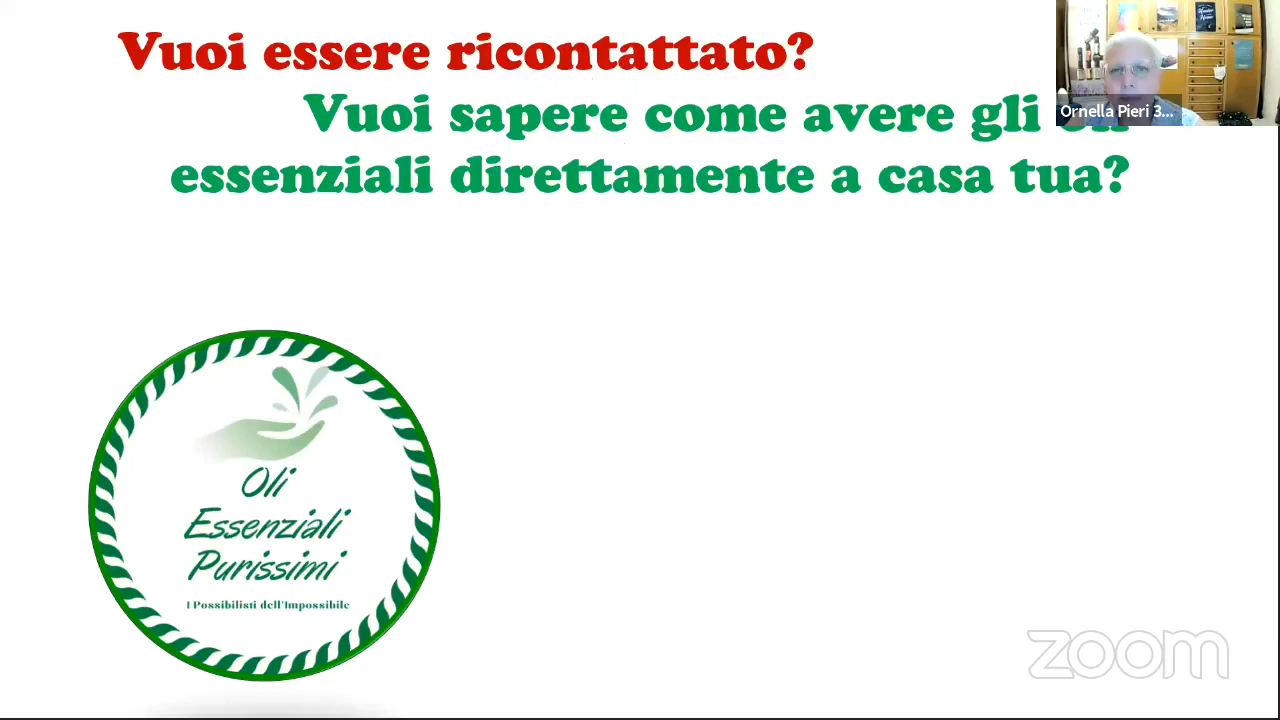 Vuoi essere ricontattato?
Vuoi sapere come avere gli oli
essenziali direttamente a casa tua?
Ornella Pieri 3...
Oli
Essenziali
Purissimi
I Possibilisti dell'Impossibile
zoom